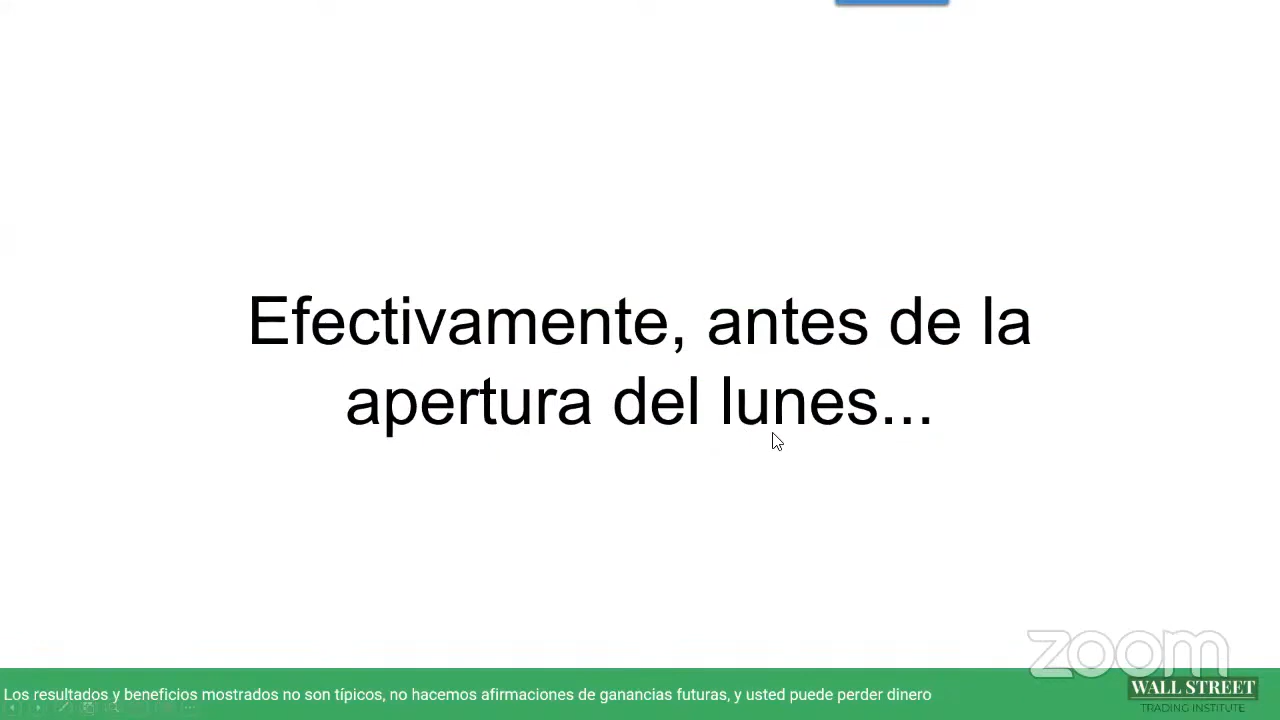 Efectivamente, antes de la
apertura del lunes...
zoom
Los resultados y beneficios mostrados no son típicos, no hacemos afirmaciones de ganancias futuras, y usted puede perder dinero
WALL STREET
TRADING INSTITUTE